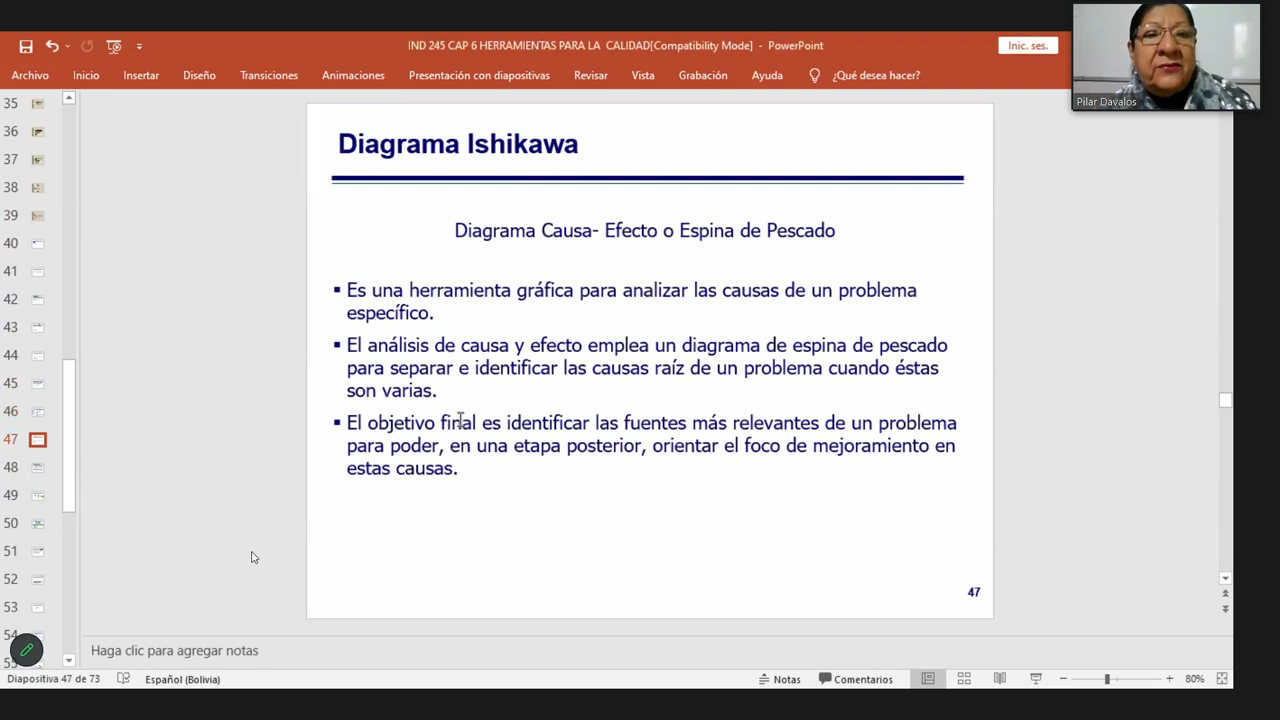 IND 245 CAP 6 HERRAMIENTAS PARA LA  CALIDAD[Compatibility Mode]  -  PowerPoint
Inic. ses.
Archivo
Inicio
Insertar
Diseño
Transiciones
Animaciones
Presentación con diapositivas
Revisar
Vista
Grabación
Ayuda
¿Qué desea hacer?
Pilar Davalos
35
36
37
38
39
40
41
42
43
44
45
46
47
48
49
50
51
52
53
54
55
Diagrama Ishikawa
Diagrama Causa- Efecto o Espina de Pescado
▪ Es una herramienta gráfica para analizar las causas de un problema
específico.
▪ El análisis de causa y efecto emplea un diagrama de espina de pescado
para separar e identificar las causas raíz de un problema cuando éstas
son varias.
▪ El objetivo final es identificar las fuentes más relevantes de un problema
para poder, en una etapa posterior, orientar el foco de mejoramiento en
estas causas.
47
Haga clic para agregar notas
Diapositiva 47 de 73
Español (Bolivia)
Notas
Comentarios
80%